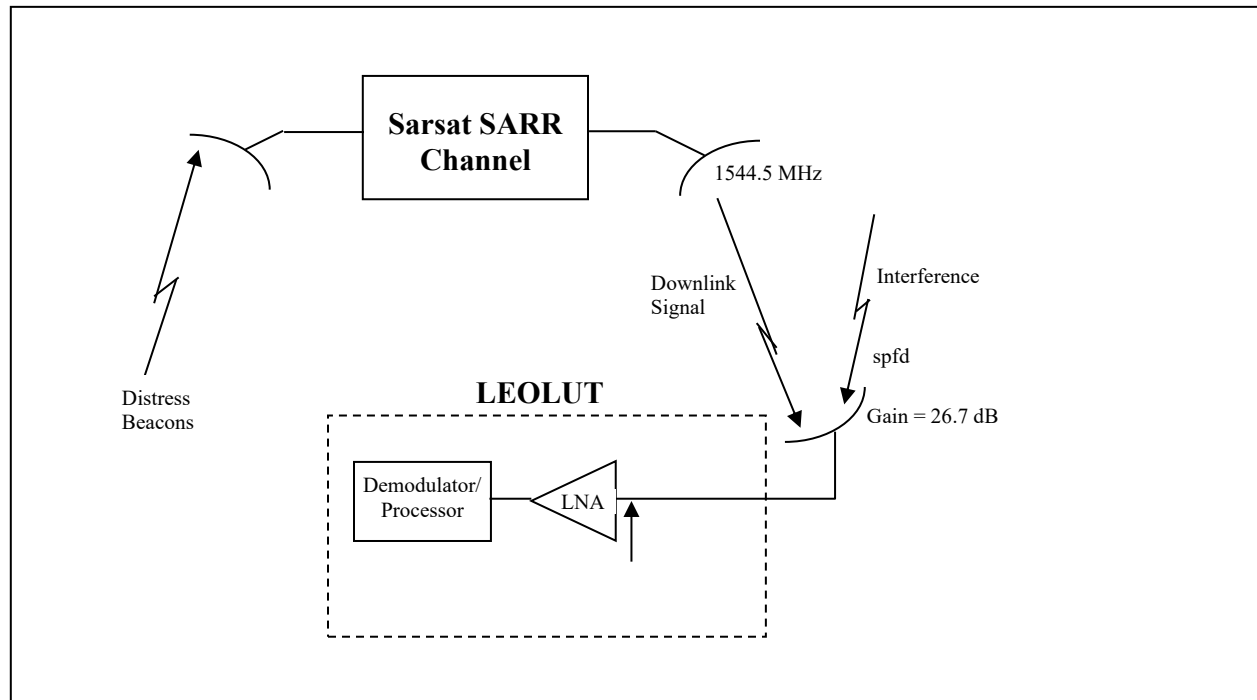 Sarsat SARR
Channel
1544.5 MHz
Downlink
Signal
Interference
spfd
Distress
Beacons
LEOLUT
Gain = 26.7 dB
Demodulator/
Processor
LNA